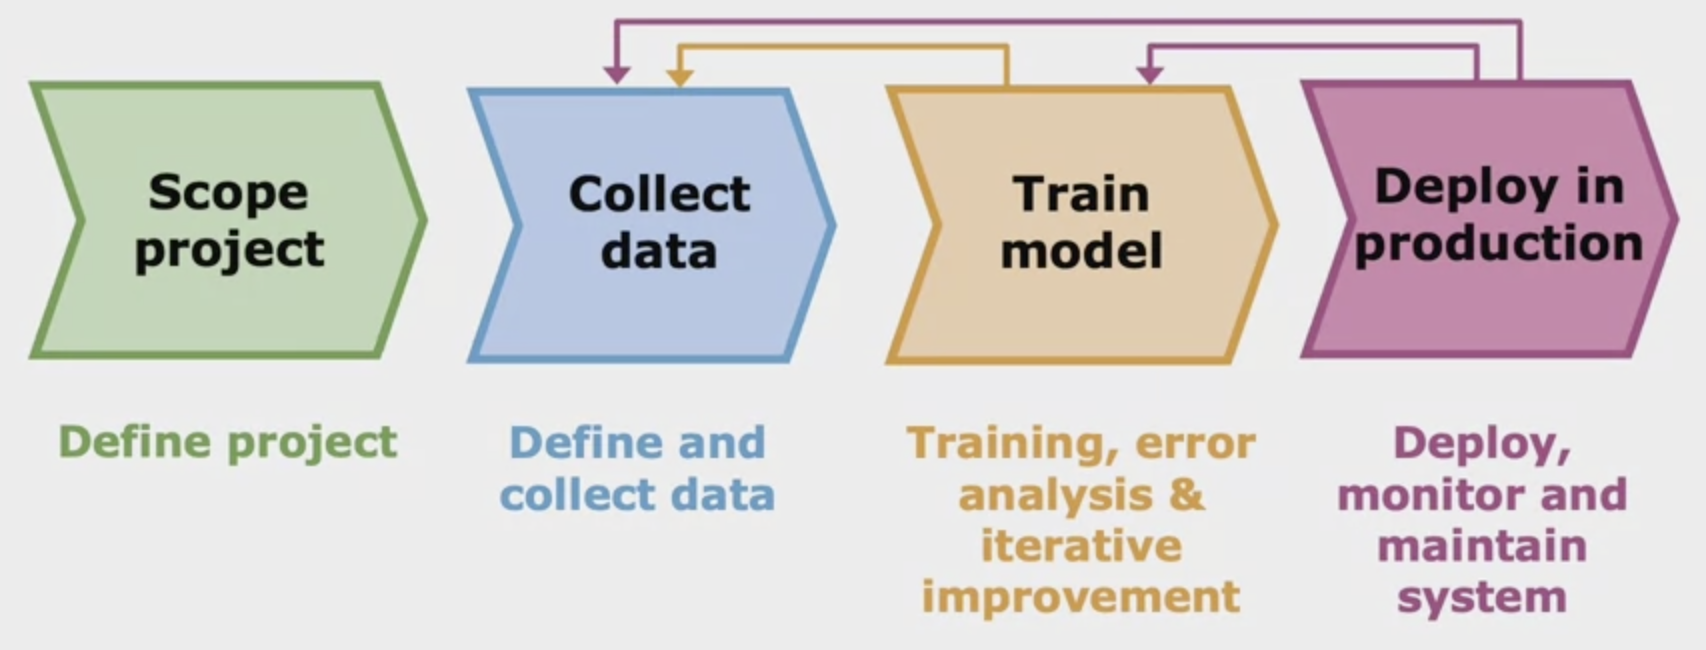 Scope
project
Collect
data
Train
model
Deploy in
production
Define project
Define and
collect data
Training, error
analysis &
iterative
improvement
Deploy,
monitor and
maintain
system